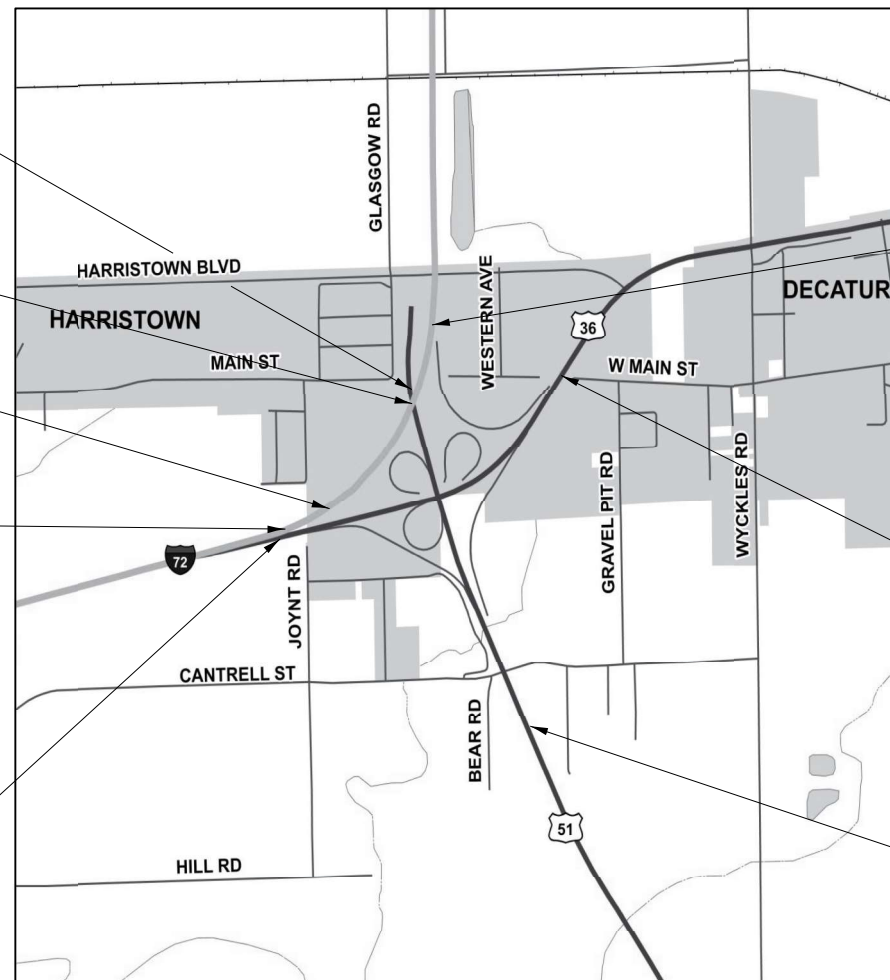 GLASGOW RD
HARRISTOWN BLVD
WESTERN AVE
DECATUR
HARRISTOWN
36
MAIN ST
W MAIN ST
GRAVEL PIT RD
WYCKLES RD
72
JOYNT RD
CANTRELL ST
BEAR RD
51
HILL RD